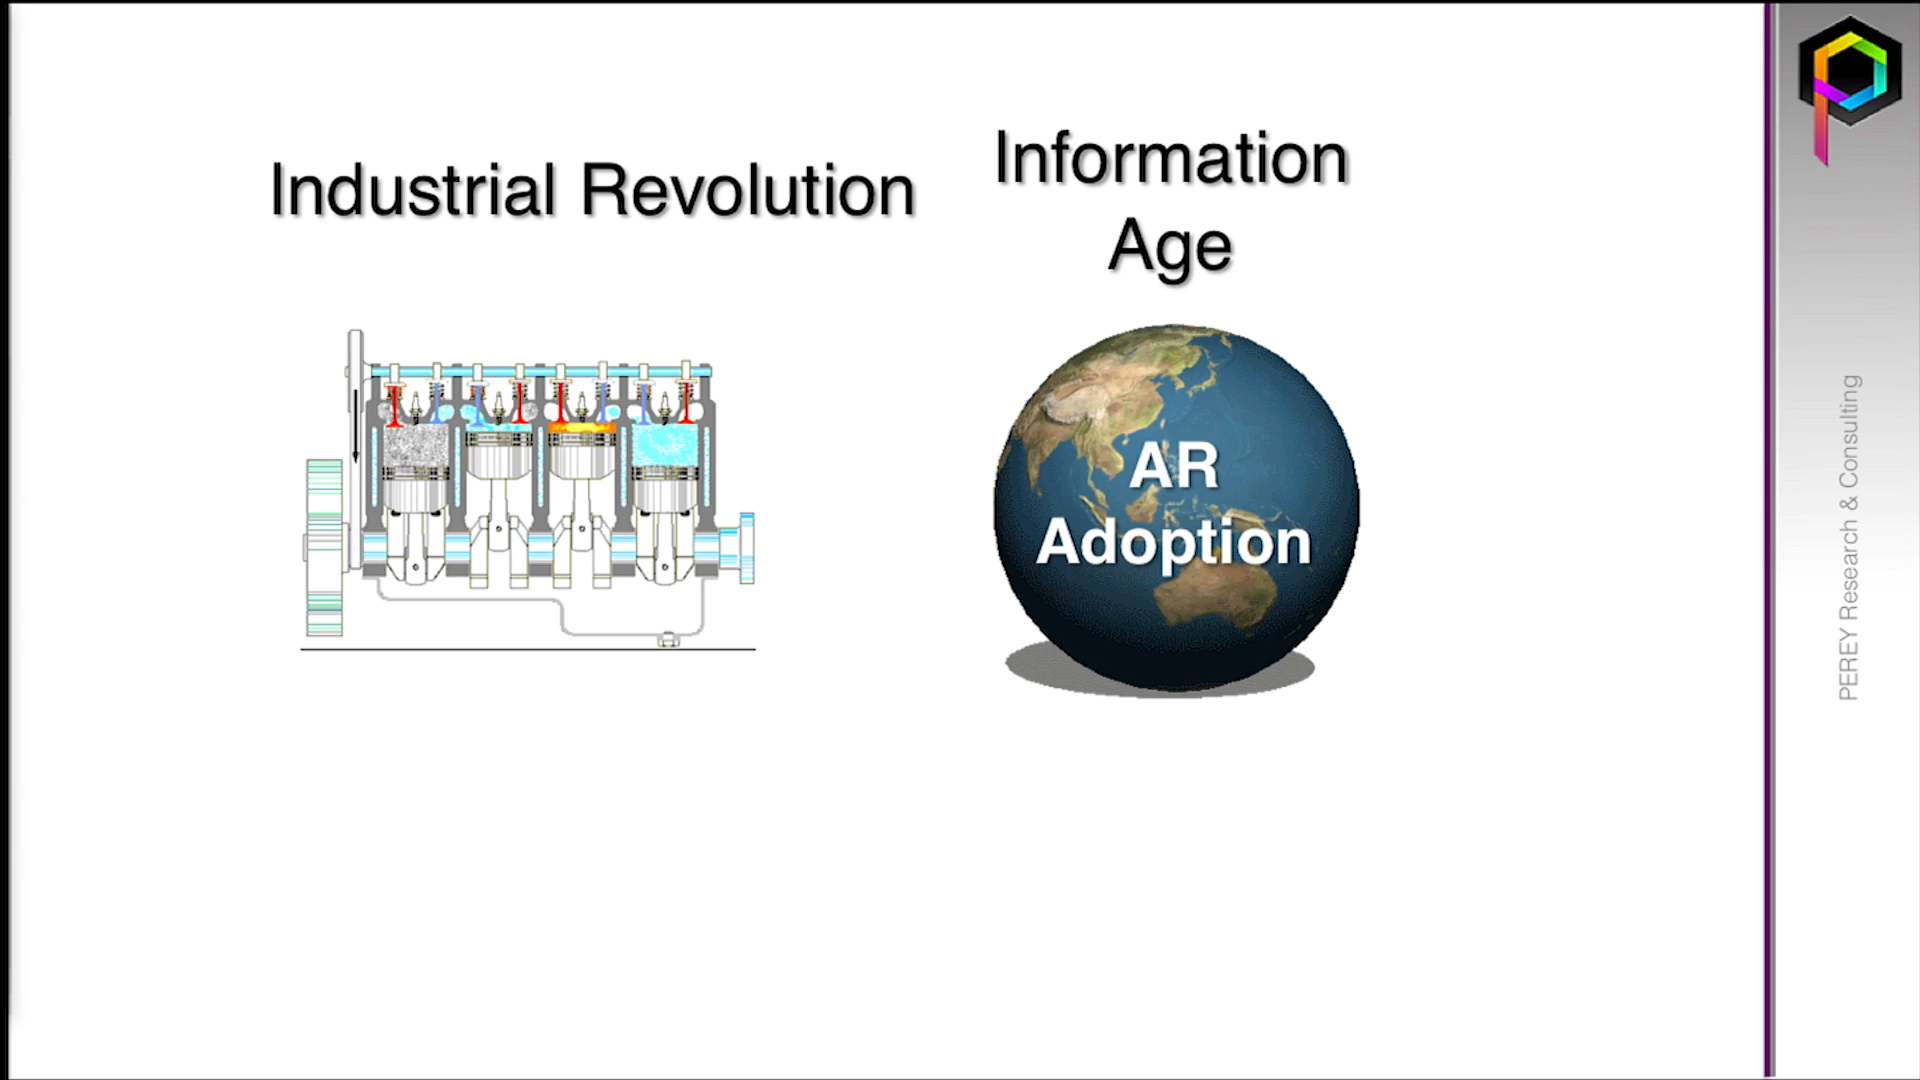 Industrial Revolution
Information
Age
AR
Adoption
PEREY Research & Consulting